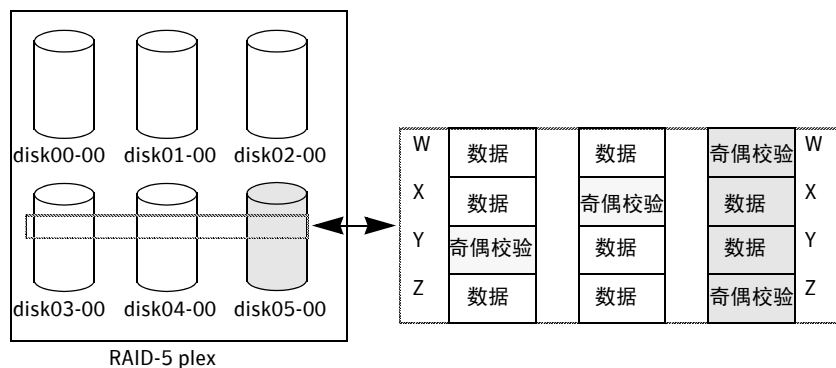 disk00-00 disk01-00 disk02-00
disk03-00 disk04-00 disk05-00
RAID-5 plex
W 数据 数据 奇偶校验 W
X 数据 奇偶校验 数据 X
Y 奇偶校验 数据 数据 Y
Z 数据 数据 奇偶校验 Z